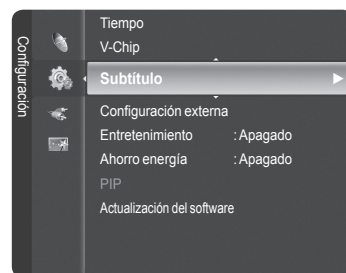 Configuración
Tiempo
V-Chip
Subtítulo
Configuración externa
Entretenimiento : Apagado
Ahorro energía : Apagado
PIP
Actualización del software